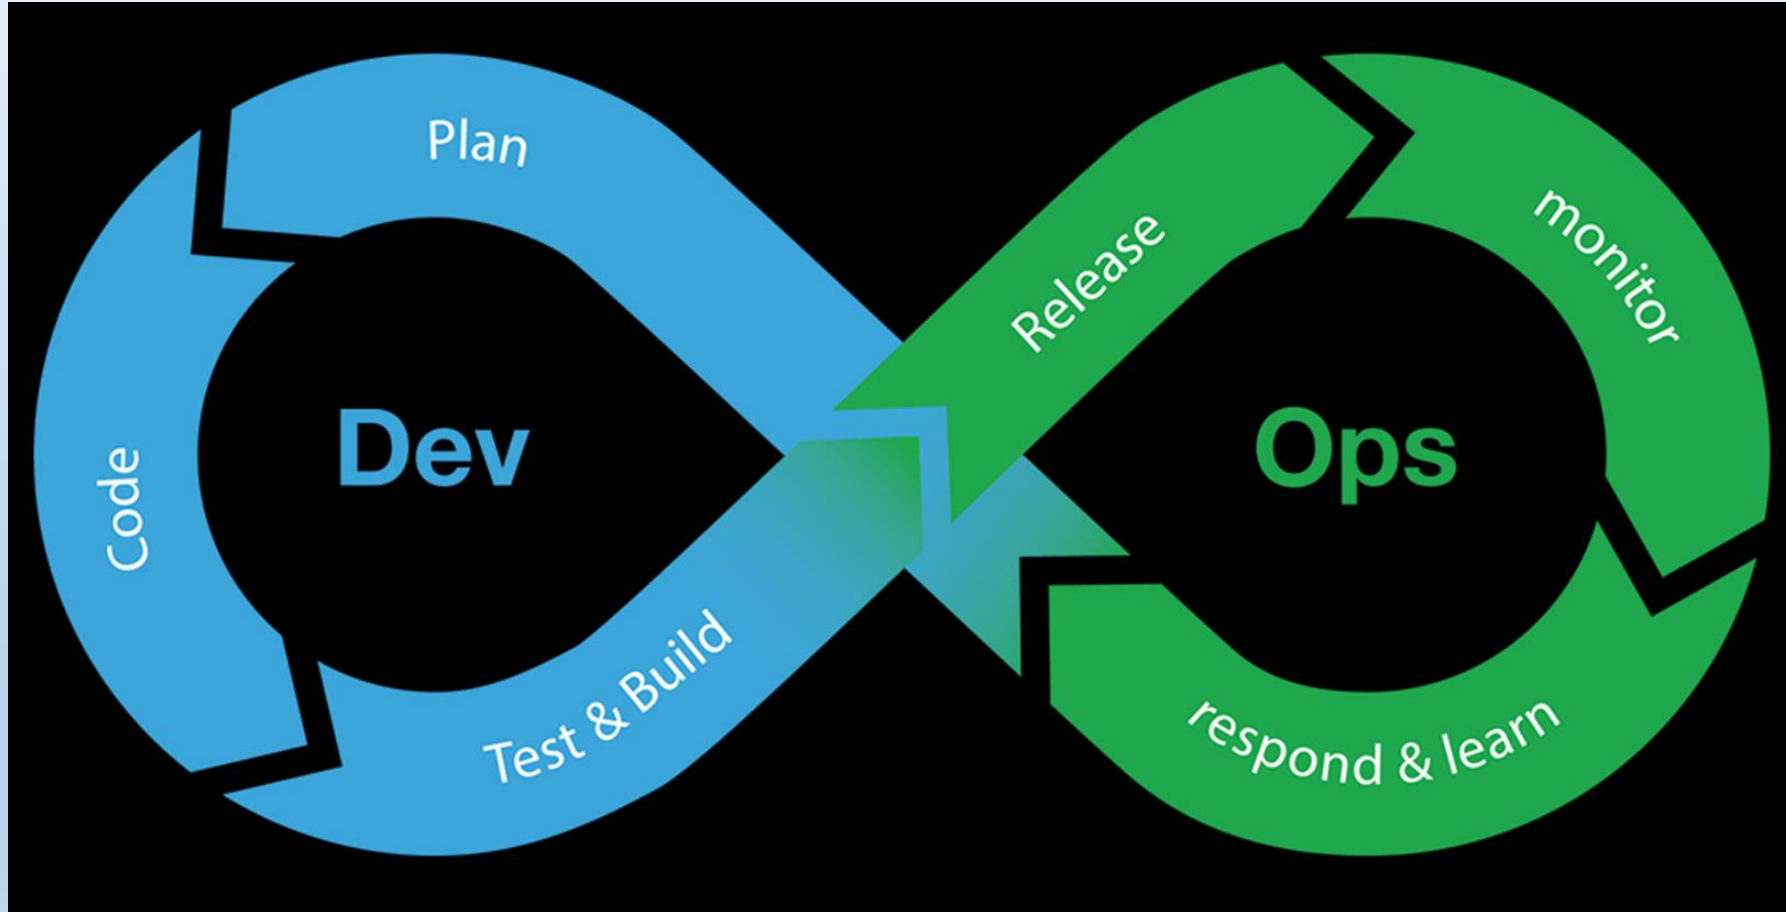 Plan
Release
monitor
Dev
Ops
Code
Test & Build
respond & learn